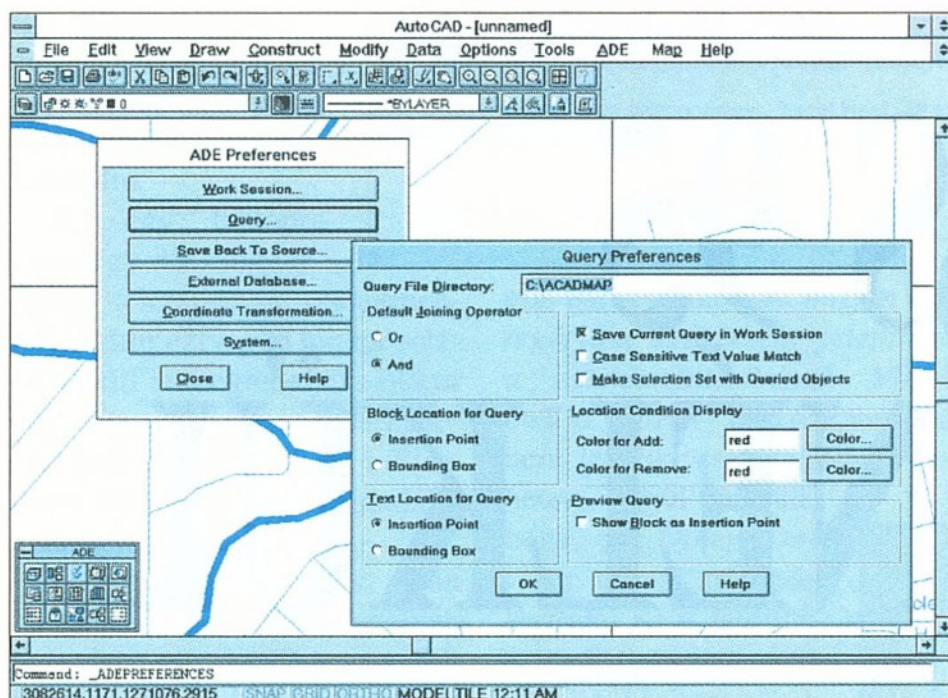 AutoCAD - [unnamed]
File Edit View Draw Construct Modify Data Options Tools ADE Map Help
0 *BYLAYER
ADE Preferences
Work Session...
Query...
Save Back To Source...
External Database...
Coordinate Transformation...
System...
Close Help
Query Preferences
Query File Directory: C:\ACADMAP
Default Joining Operator
Or
And
Save Current Query in Work Session
Case Sensitive Text Value Match
Make Selection Set with Queried Objects
Block Location for Query
Insertion Point
Bounding Box
Location Condition Display
Color for Add: red Color...
Color for Remove: red Color...
Text Location for Query
Insertion Point
Bounding Box
Preview Query
Show Block as Insertion Point
OK Cancel Help
ADE
Command: _ADEPREFERENCES
3082614.1171,1271076.2915 SNAP GRID ORTHO MODEL TILE 12:11 AM